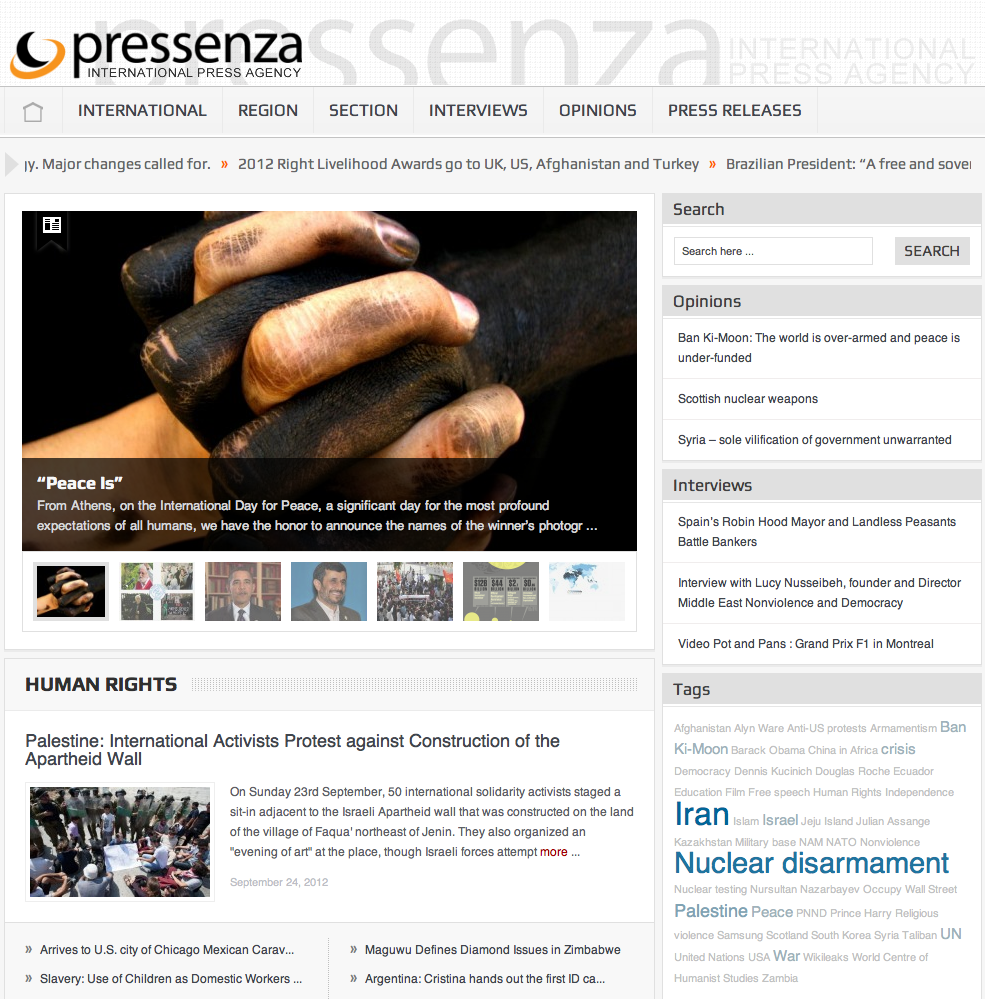 pressenza
INTERNATIONAL PRESS AGENCY
pressenza
INTERNATIONAL
PRESS AGENCY
INTERNATIONAL REGION SECTION INTERVIEWS OPINIONS PRESS RELEASES
gy. Major changes called for. » 2012 Right Livelihood Awards go to UK, US, Afghanistan and Turkey » Brazilian President: “A free and sover
“Peace Is”
From Athens, on the International Day for Peace, a significant day for the most profound
expectations of all humans, we have the honor to announce the names of the winner’s photogr ...
HUMAN RIGHTS
Palestine: International Activists Protest against Construction of the
Apartheid Wall
On Sunday 23rd September, 50 international solidarity activists staged a
sit-in adjacent to the Israeli Apartheid wall that was constructed on the land
of the village of Faqua' northeast of Jenin. They also organized an
"evening of art" at the place, though Israeli forces attempt more ...
September 24, 2012
» Arrives to U.S. city of Chicago Mexican Carav...
» Slavery: Use of Children as Domestic Workers ...
» Maguwu Defines Diamond Issues in Zimbabwe
» Argentina: Cristina hands out the first ID ca...
Search
Search here ... SEARCH
Opinions
Ban Ki-Moon: The world is over-armed and peace is
under-funded
Scottish nuclear weapons
Syria – sole vilification of government unwarranted
Interviews
Spain’s Robin Hood Mayor and Landless Peasants
Battle Bankers
Interview with Lucy Nusseibeh, founder and Director
Middle East Nonviolence and Democracy
Video Pot and Pans : Grand Prix F1 in Montreal
Tags
Afghanistan Alyn Ware Anti-US protests Armamentism Ban
Ki-Moon Barack Obama China in Africa crisis
Democracy Dennis Kucinich Douglas Roche Ecuador
Education Film Free speech Human Rights Independence
Iran Islam Israel Jeju Island Julian Assange
Kazakhstan Military base NAM NATO Nonviolence
Nuclear disarmament
Nuclear testing Nursultan Nazarbayev Occupy Wall Street
Palestine Peace PNND Prince Harry Religious
violence Samsung Scotland South Korea Syria Taliban UN
United Nations USA War Wikileaks World Centre of
Humanist Studies Zambia